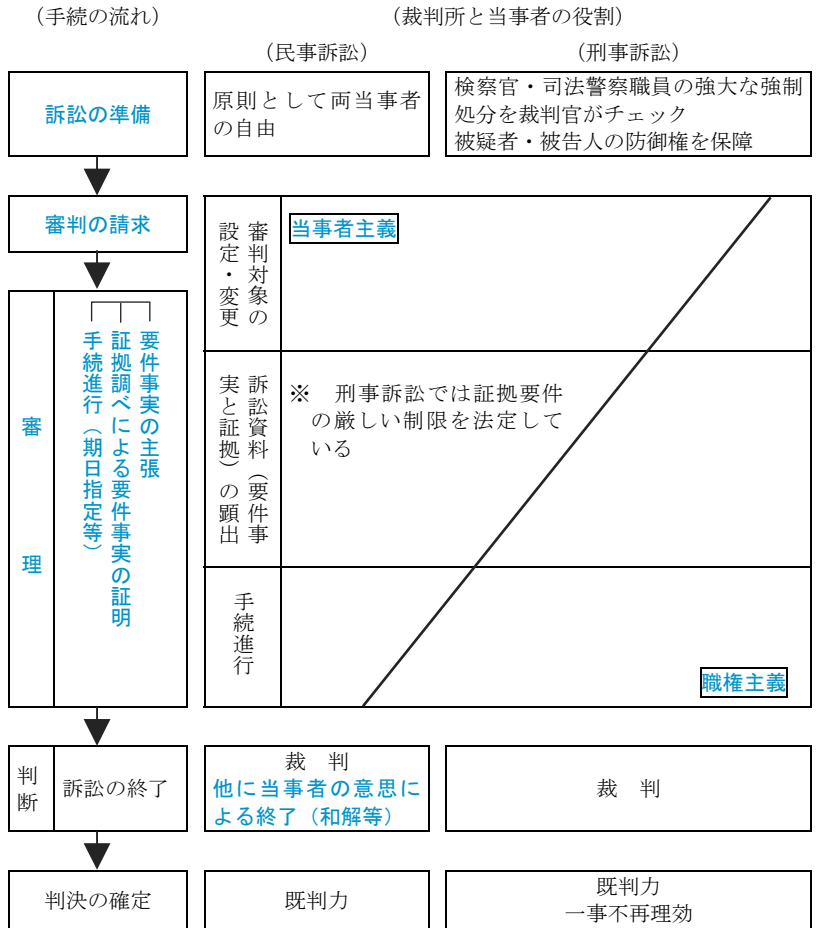 （手続の流れ）
（裁判所と当事者の役割）
（民事訴訟）
（刑事訴訟）
訴訟の準備
原則として両当事者
の自由
検察官・司法警察職員の強大な強制
処分を裁判官がチェック
被疑者・被告人の防御権を保障
審判の請求
審判対象の
設定・変更
当事者主義
審理
要件事実の主張
証拠調べによる要件事実の証明
手続進行（期日指定等）
訴訟資料（要件事
実と証拠）の顕出
※　刑事訴訟では証拠要件
の厳しい制限を法定して
いる
手続進行
職権主義
判断
訴訟の終了
裁　判
他に当事者の意思に
よる終了（和解等）
裁　判
判決の確定
既判力
既判力
一事不再理効